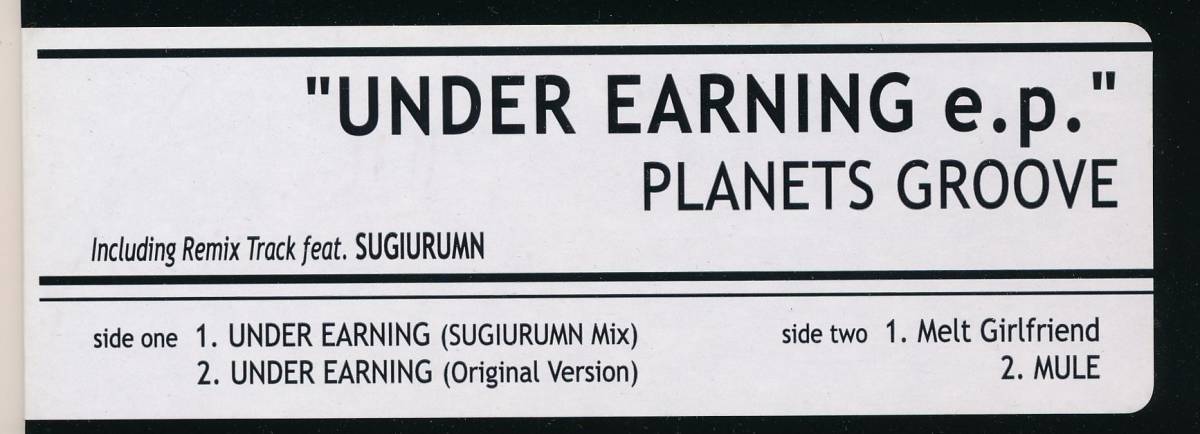 "UNDER EARNING e.p."
PLANETS GROOVE
Including Remix Track feat. SUGIURUMN
side one 1. UNDER EARNING (SUGIURUMN Mix)
2. UNDER EARNING (Original Version)
side two 1. Melt Girlfriend
2. MULE